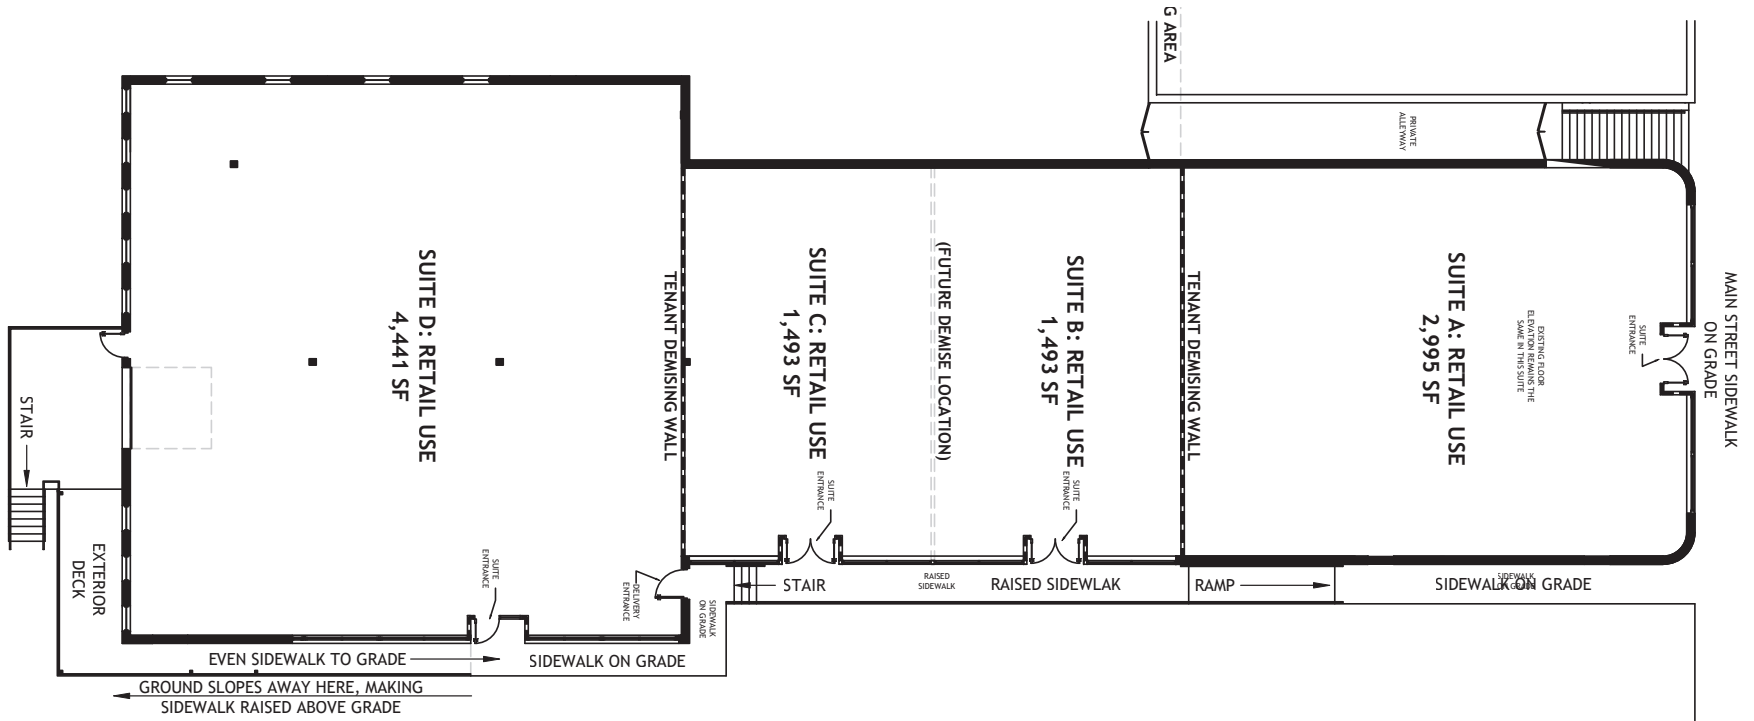 G AREA
PRIVATE
ALLEYWAY
SUITE D: RETAIL USE
4,441 SF
TENANT DEMISING WALL
SUITE C: RETAIL USE
1,493 SF
(FUTURE DEMISE LOCATION)
SUITE B: RETAIL USE
1,493 SF
TENANT DEMISING WALL
SUITE A: RETAIL USE
2,995 SF
EXISTING FLOOR
ELEVATION REMAINS THE
SAME IN THIS SUITE
SUITE
ENTRANCE
MAIN STREET SIDEWALK
ON GRADE
STAIR
EXTERIOR
DECK
SUITE
ENTRANCE
DELIVERY
ENTRANCE
SUITE
ENTRANCE
SUITE
ENTRANCE
SIDEWALK
ON GRADE
STAIR
RAISED
SIDEWALK
RAISED SIDEWLAK
RAMP
SIDEWALK
ON GRADE
SIDEWALK ON GRADE
EVEN SIDEWALK TO GRADE
SIDEWALK ON GRADE
GROUND SLOPES AWAY HERE, MAKING
SIDEWALK RAISED ABOVE GRADE